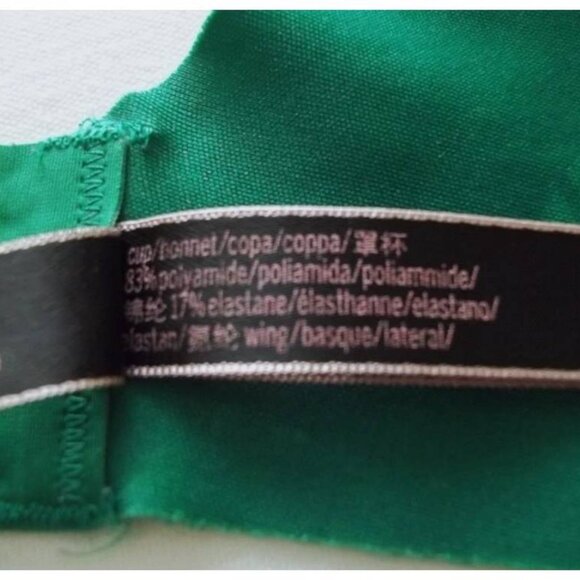 cup/bonnet/copa/coppa/罩杯
83%polyamide/poliamida/poliammide/
锦纶 17%elastane/élasthanne/elastano/
elastan/氨纶 wing/basque/lateral/